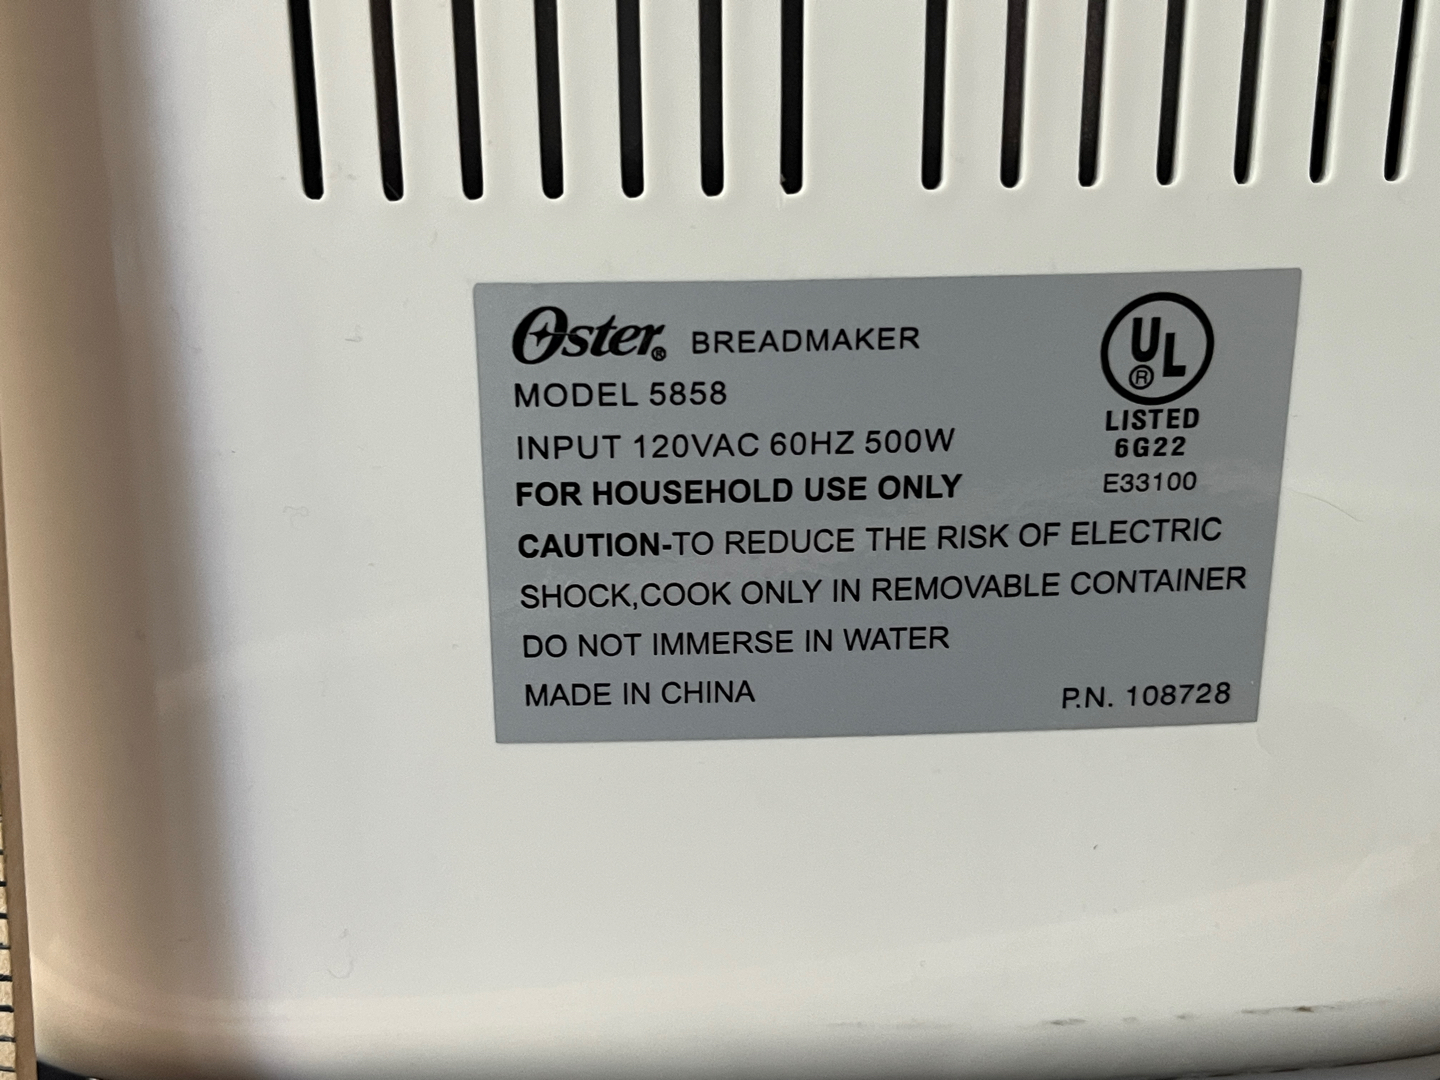 Oster® BREADMAKER
MODEL 5858
INPUT 120VAC 60HZ 500W
FOR HOUSEHOLD USE ONLY
UL®
LISTED
6G22
E33100
CAUTION-TO REDUCE THE RISK OF ELECTRIC
SHOCK,COOK ONLY IN REMOVABLE CONTAINER
DO NOT IMMERSE IN WATER
MADE IN CHINA
P.N. 108728